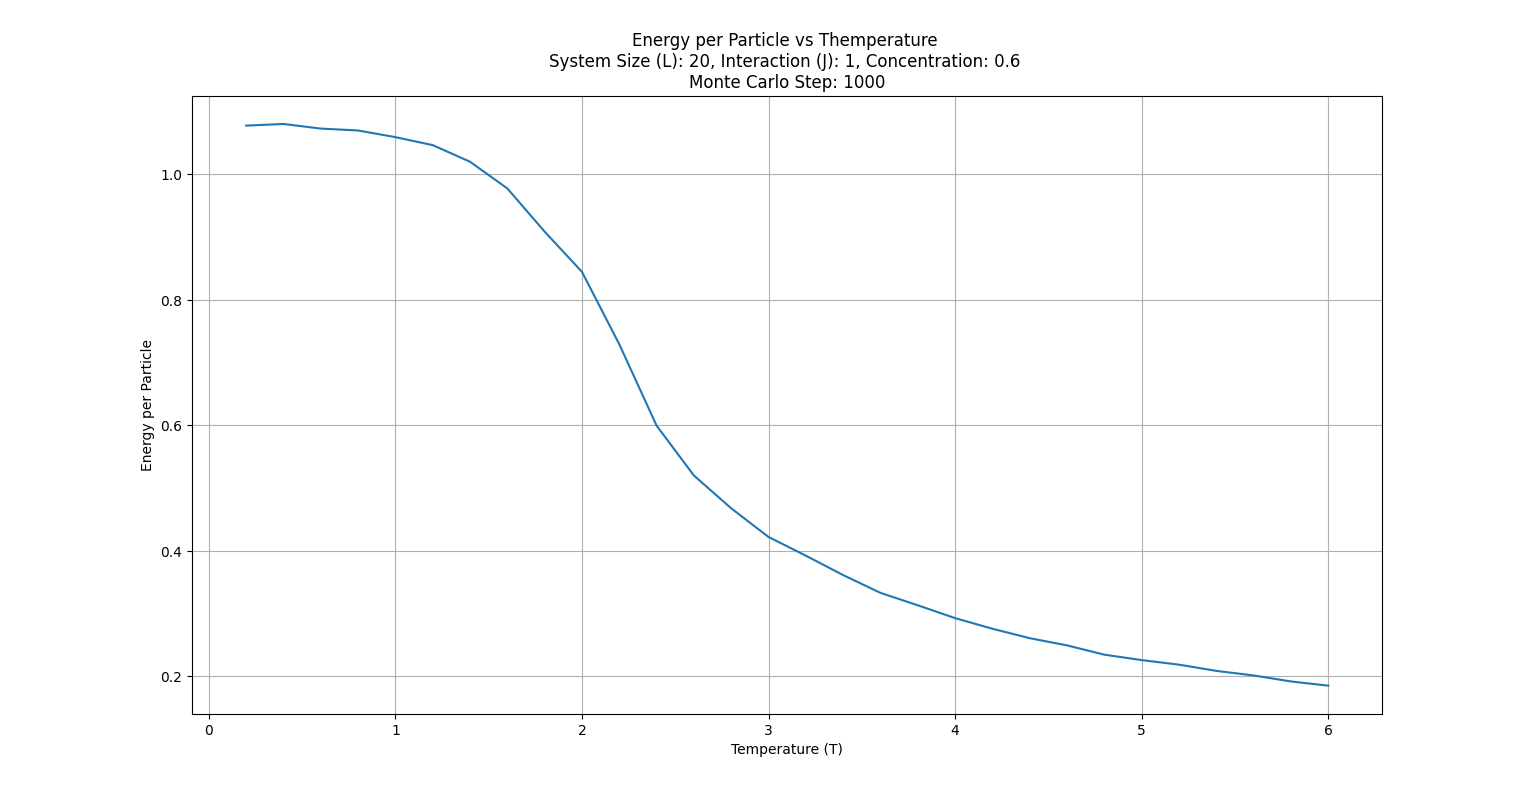 Energy per Particle vs Themperature
System Size (L): 20, Interaction (J): 1, Concentration: 0.6
Monte Carlo Step: 1000
Energy per Particle
1.0
0.8
0.6
0.4
0.2
0 1 2 3 4 5 6
Temperature (T)